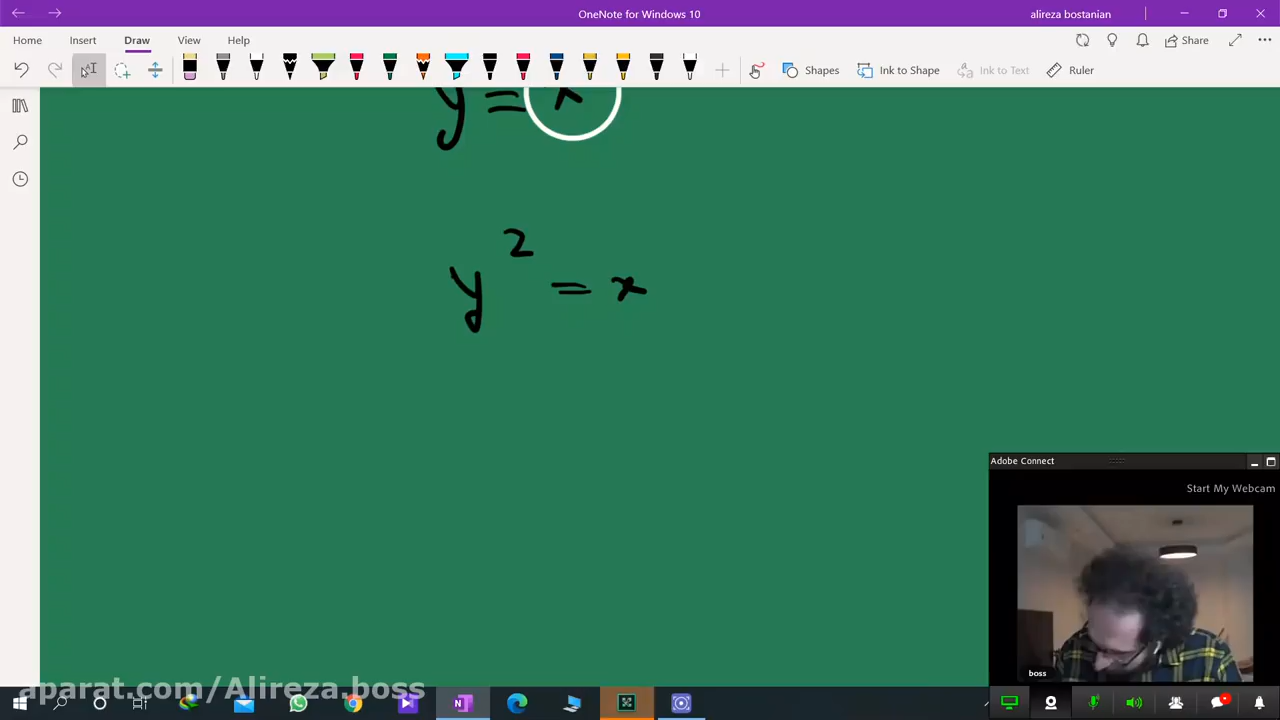 OneNote for Windows 10
alireza bostanian
Home Insert Draw View Help
Share
Shapes
Ink to Shape
Ink to Text
Ruler
y = x
y² = x
Adobe Connect
Start My Webcam
boss
aparat.com/Alireza.boss